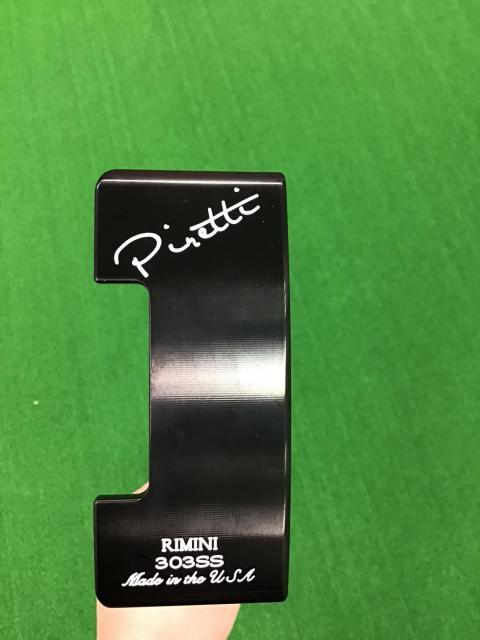 Piretti
RIMINI
303SS
Made in the USA